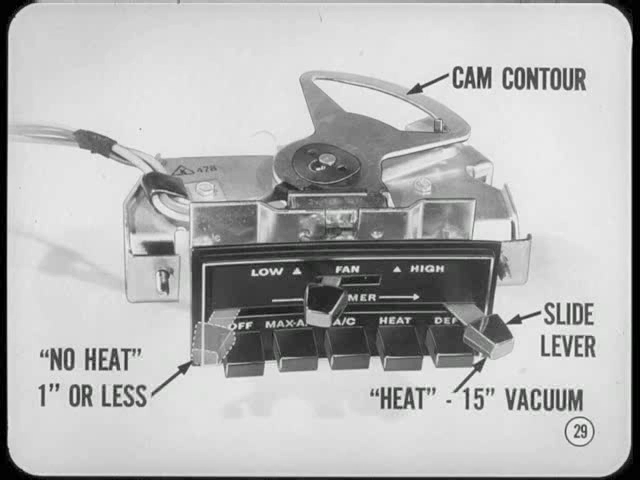 CAM CONTOUR
478
LOW ▲ FAN ▲ HIGH
MER
OFF MAX-A A/C HEAT DEF
SLIDE
LEVER
"NO HEAT"
1" OR LESS
"HEAT" - 15" VACUUM
29